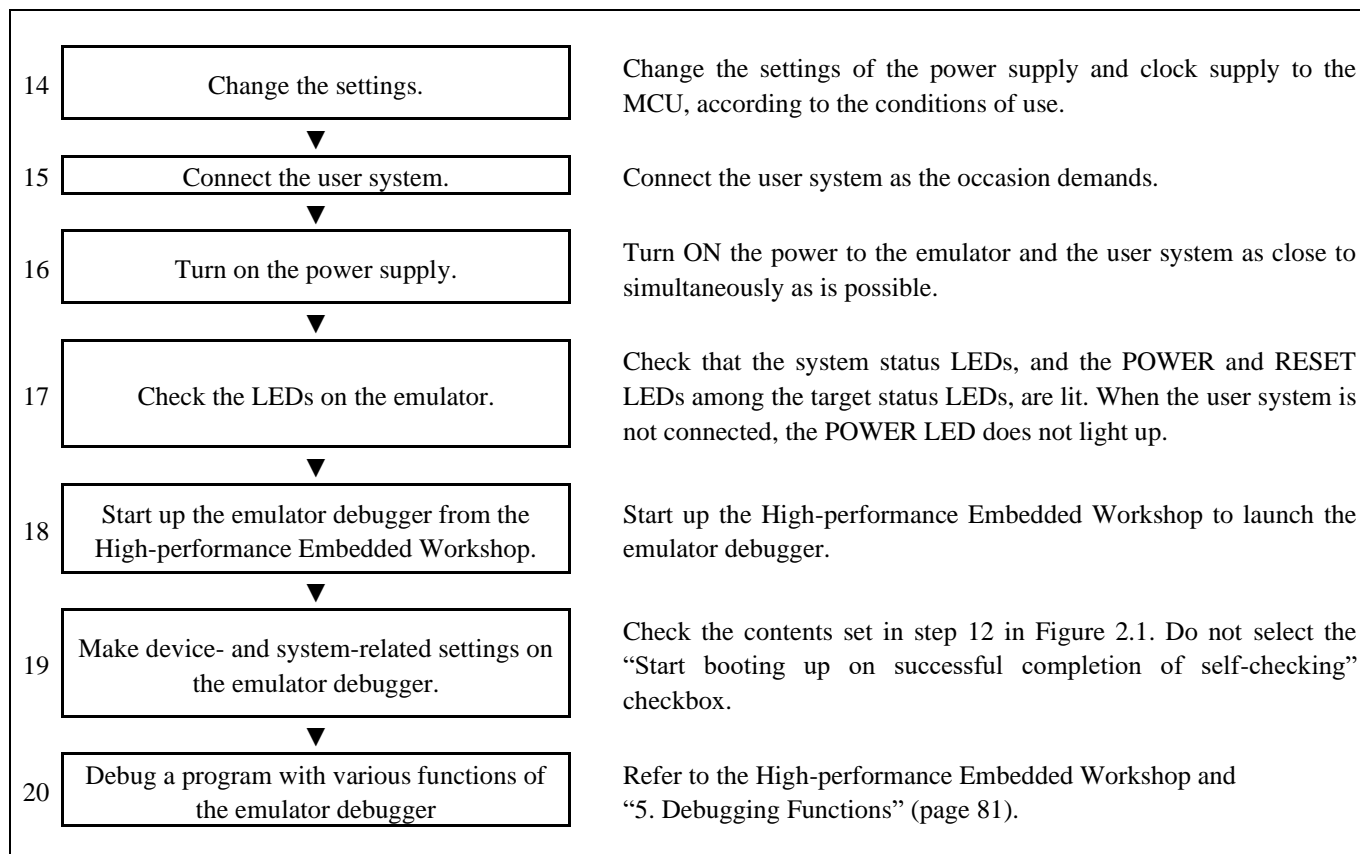 14
Change the settings.
Change the settings of the power supply and clock supply to the
MCU, according to the conditions of use.
▼
15
Connect the user system.
Connect the user system as the occasion demands.
▼
16
Turn on the power supply.
Turn ON the power to the emulator and the user system as close to
simultaneously as is possible.
▼
17
Check the LEDs on the emulator.
Check that the system status LEDs, and the POWER and RESET
LEDs among the target status LEDs, are lit. When the user system is
not connected, the POWER LED does not light up.
▼
18
Start up the emulator debugger from the
High-performance Embedded Workshop.
Start up the High-performance Embedded Workshop to launch the
emulator debugger.
▼
19
Make device- and system-related settings on
the emulator debugger.
Check the contents set in step 12 in Figure 2.1. Do not select the
“Start booting up on successful completion of self-checking”
checkbox.
▼
20
Debug a program with various functions of
the emulator debugger
Refer to the High-performance Embedded Workshop and
“5. Debugging Functions” (page 81).